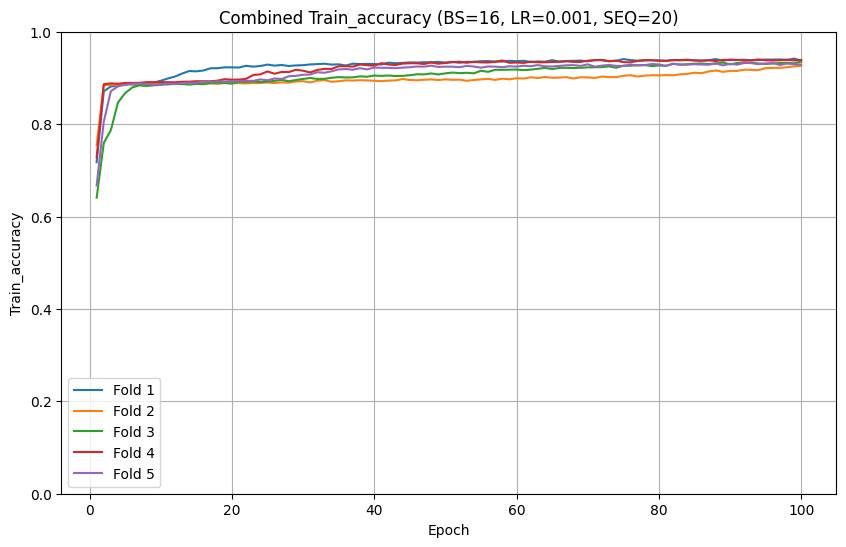 Combined Train_accuracy (BS=16, LR=0.001, SEQ=20)
1.0
0.8
0.6
0.4
0.2
0.0
Train_accuracy
Fold 1
Fold 2
Fold 3
Fold 4
Fold 5
0 20 40 60 80 100
Epoch